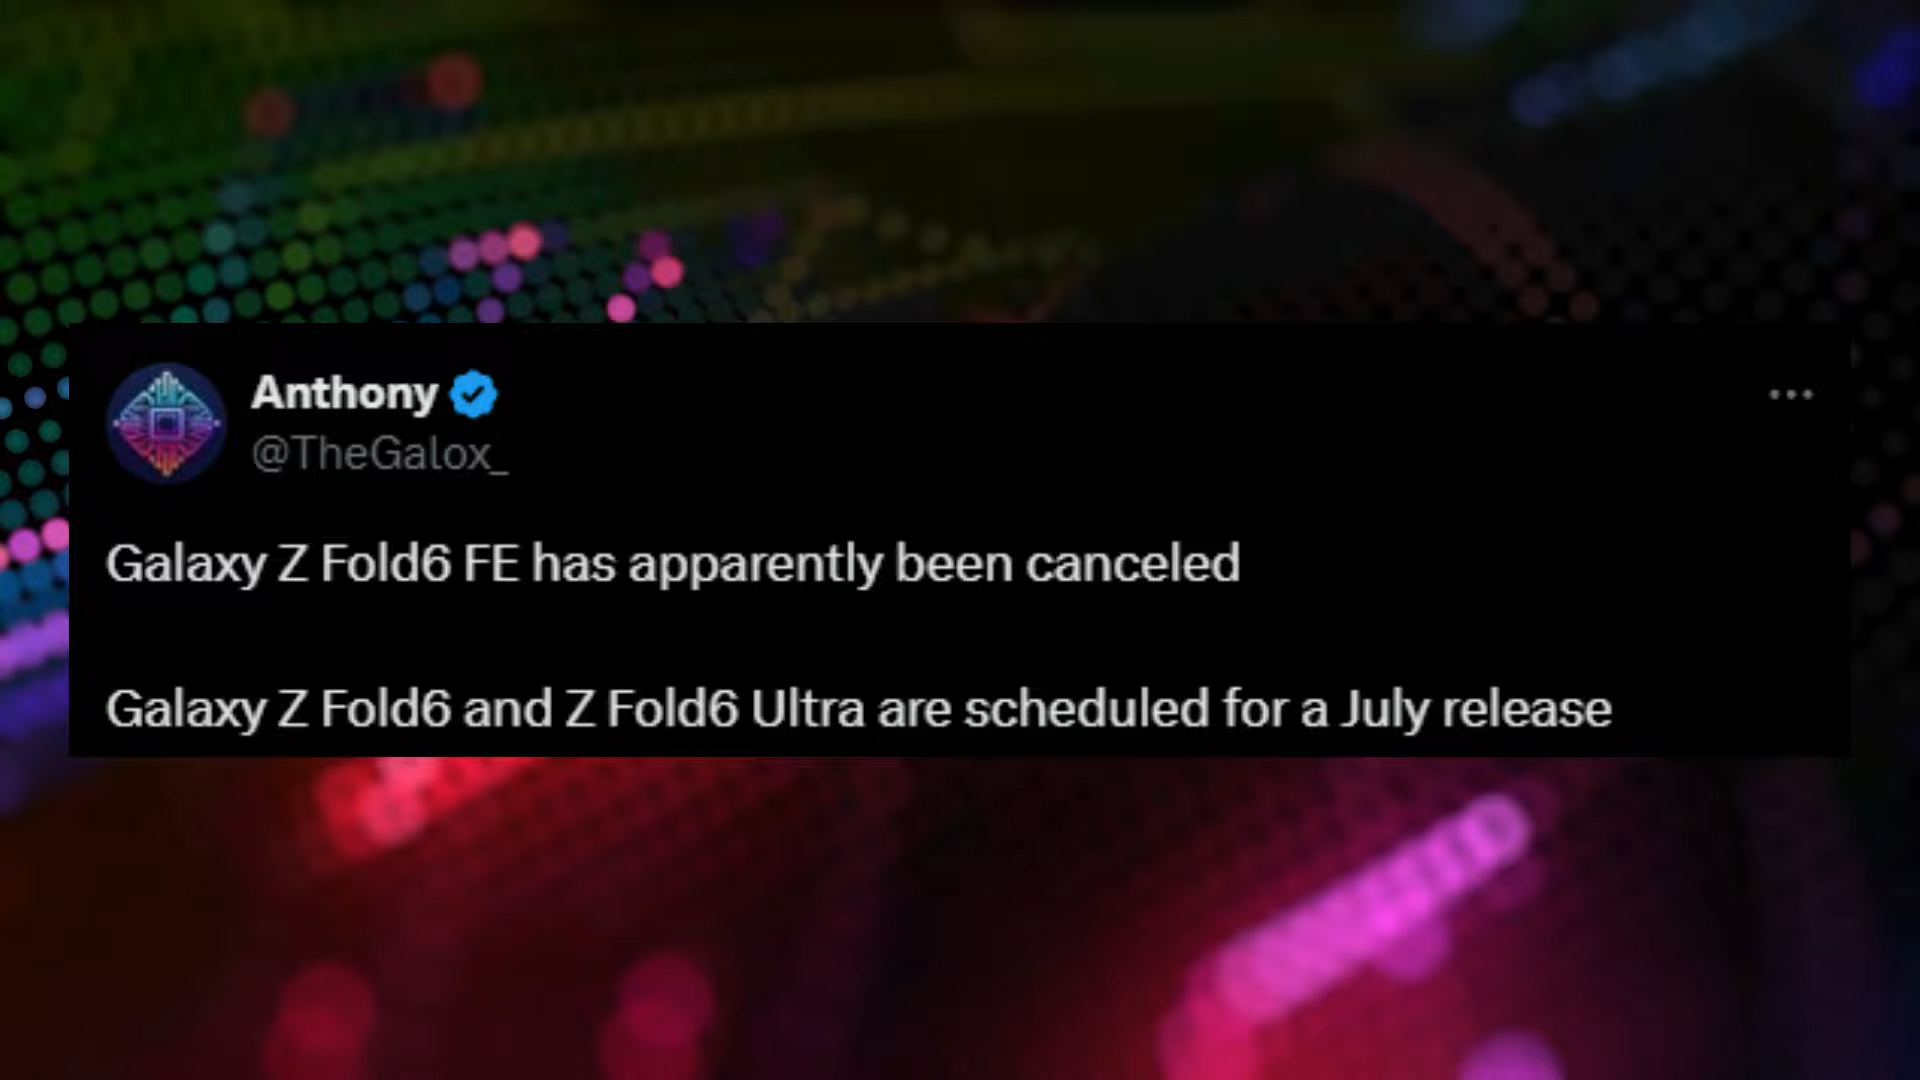 Anthony
@TheGalox_
Galaxy Z Fold6 FE has apparently been canceled
Galaxy Z Fold6 and Z Fold6 Ultra are scheduled for a July release